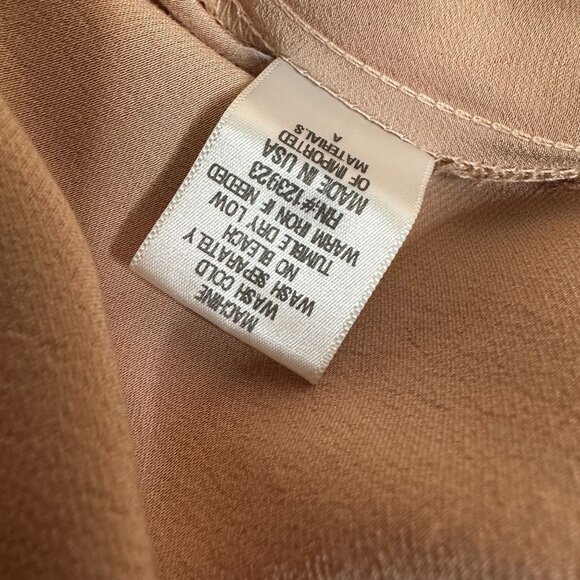 MACHINE
WASH COLD
WASH SEPARATELY
NO BLEACH
TUMBLE DRY LOW
WARM IRON IF NEEDED
RN#123923
MADE IN USA
OF IMPORTED
MATERIALS
A